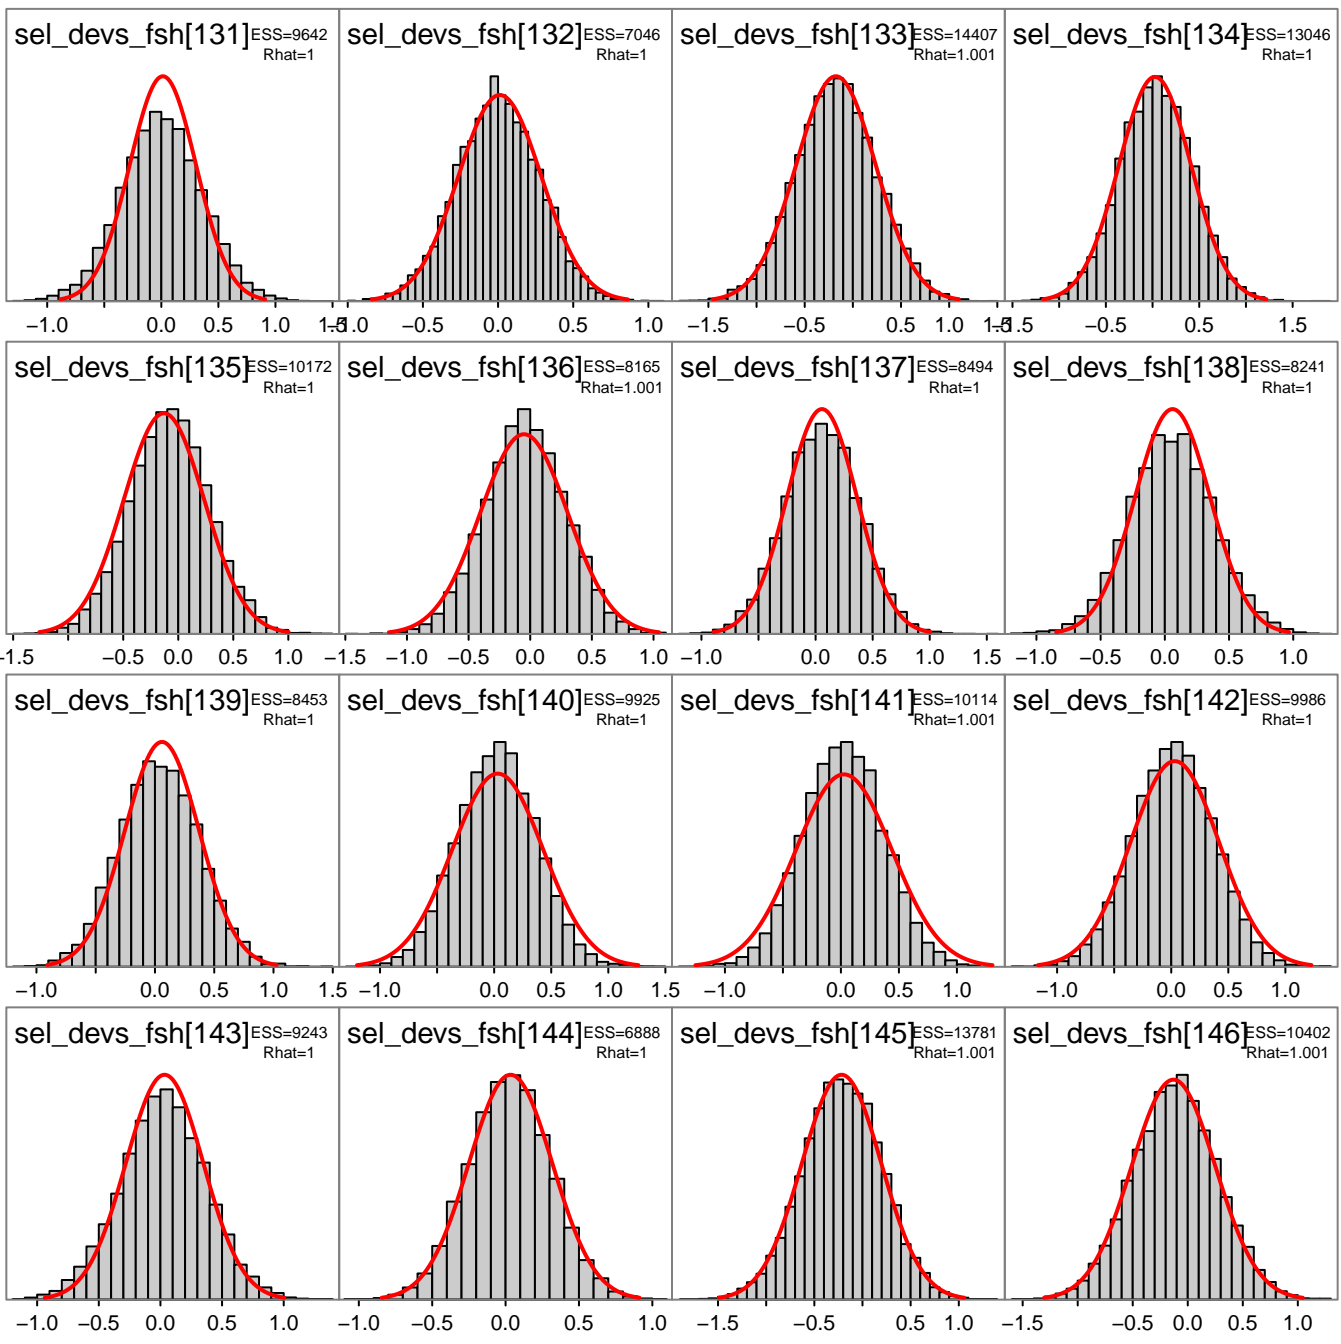 sel_devs_fsh[131] ESS=9642
Rhat=1
sel_devs_fsh[132] ESS=7046
Rhat=1
sel_devs_fsh[133] ESS=14407
Rhat=1.001
sel_devs_fsh[134] ESS=13046
Rhat=1
−1.0 0.0 0.5 1.0 1.5
−1.0 0.0 0.5 1.0
−1.5 −0.5 0.5 1.0 1.5
−1.5 −0.5 0.5 1.5
sel_devs_fsh[135] ESS=10172
Rhat=1
sel_devs_fsh[136] ESS=8165
Rhat=1.001
sel_devs_fsh[137] ESS=8494
Rhat=1
sel_devs_fsh[138] ESS=8241
Rhat=1
−1.5 −0.5 0.0 0.5 1.0
−1.5 −0.5 0.0 0.5 1.0
−1.0 0.0 0.5 1.0 1.5
−1.0 −0.5 0.0 0.5 1.0
sel_devs_fsh[139] ESS=8453
Rhat=1
sel_devs_fsh[140] ESS=9925
Rhat=1
sel_devs_fsh[141] ESS=10114
Rhat=1.001
sel_devs_fsh[142] ESS=9986
Rhat=1
−1.0 0.0 0.5 1.0 1.5
−1.0 0.0 0.5 1.0 1.5
−1.0 0.0 0.5 1.0
−1.0 0.0 0.5 1.0
sel_devs_fsh[143] ESS=9243
Rhat=1
sel_devs_fsh[144] ESS=6888
Rhat=1
sel_devs_fsh[145] ESS=13781
Rhat=1.001
sel_devs_fsh[146] ESS=10402
Rhat=1.001
−1.0 −0.5 0.0 0.5 1.0
−1.0 −0.5 0.0 0.5 1.0
−1.5 −0.5 0.0 0.5 1.0
−1.5 −0.5 0.0 0.5 1.0